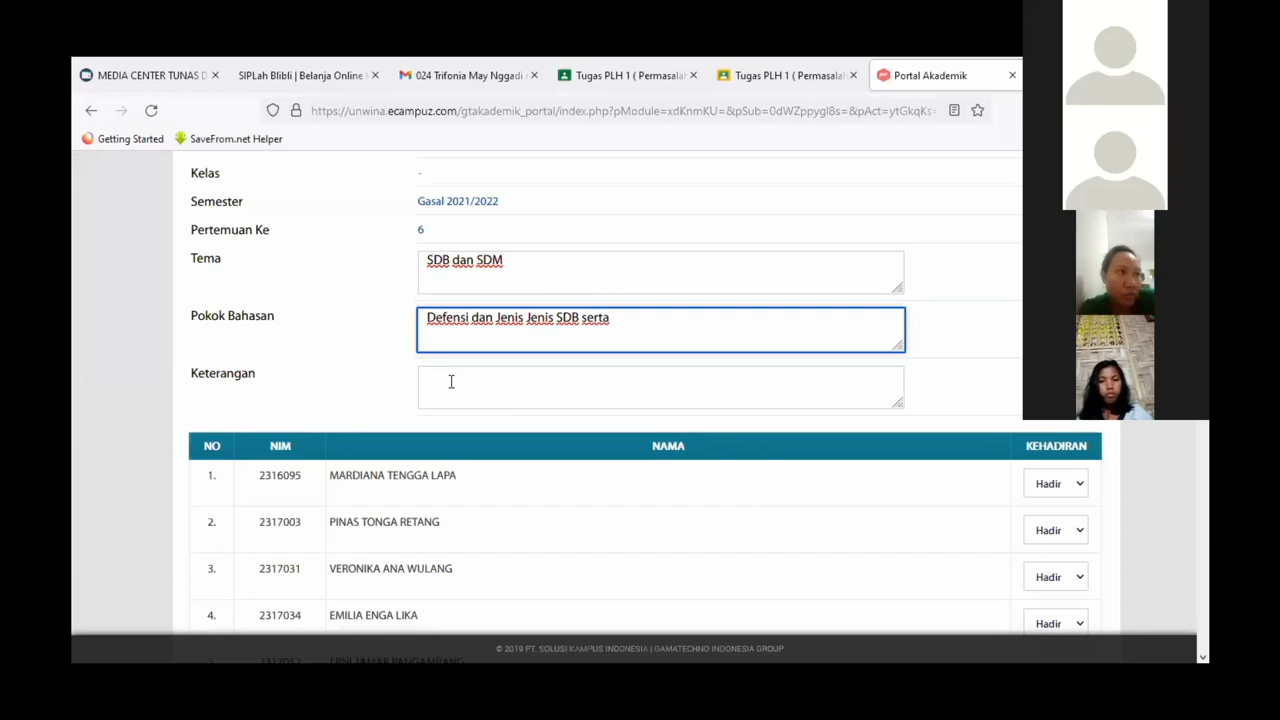 MEDIA CENTER TUNAS D
SIPLah Blibli | Belanja Online
024 Trifonia May Nggadi
Tugas PLH 1 ( Permasalah
Tugas PLH 1 ( Permasalah
Portal Akademik
https://unwina.ecampuz.com/gtakademik_portal/index.php?pModule=xdKnmKU=&pSub=0dWZppygl8s=&pAct=ytGkqKs=
Getting Started
SaveFrom.net Helper
Kelas -
Semester Gasal 2021/2022
Pertemuan Ke 6
Tema SDB dan SDM
Pokok Bahasan Defensi dan Jenis Jenis SDB serta
Keterangan
NO NIM NAMA KEHADIRAN
1. 2316095 MARDIANA TENGGA LAPA Hadir
2. 2317003 PINAS TONGA RETANG Hadir
3. 2317031 VERONIKA ANA WULANG Hadir
4. 2317034 EMILIA ENGA LIKA Hadir
© 2019 PT. SOLUSI KAMPUS INDONESIA | GAMATECHNO INDONESIA GROUP